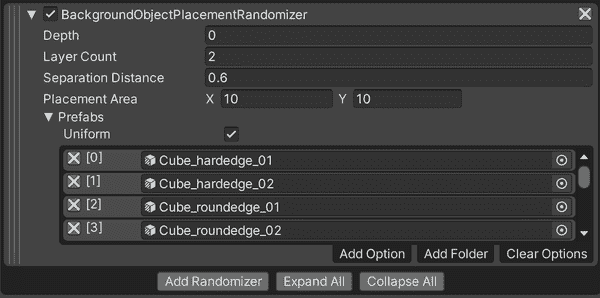 BackgroundObjectPlacementRandomizer
Depth 0
Layer Count 2
Separation Distance 0.6
Placement Area X 10 Y 10
Prefabs
Uniform
[0] Cube_hardedge_01
[1] Cube_hardedge_02
[2] Cube_roundedge_01
[3] Cube_roundedge_02
Add Option Add Folder Clear Options
Add Randomizer Expand All Collapse All